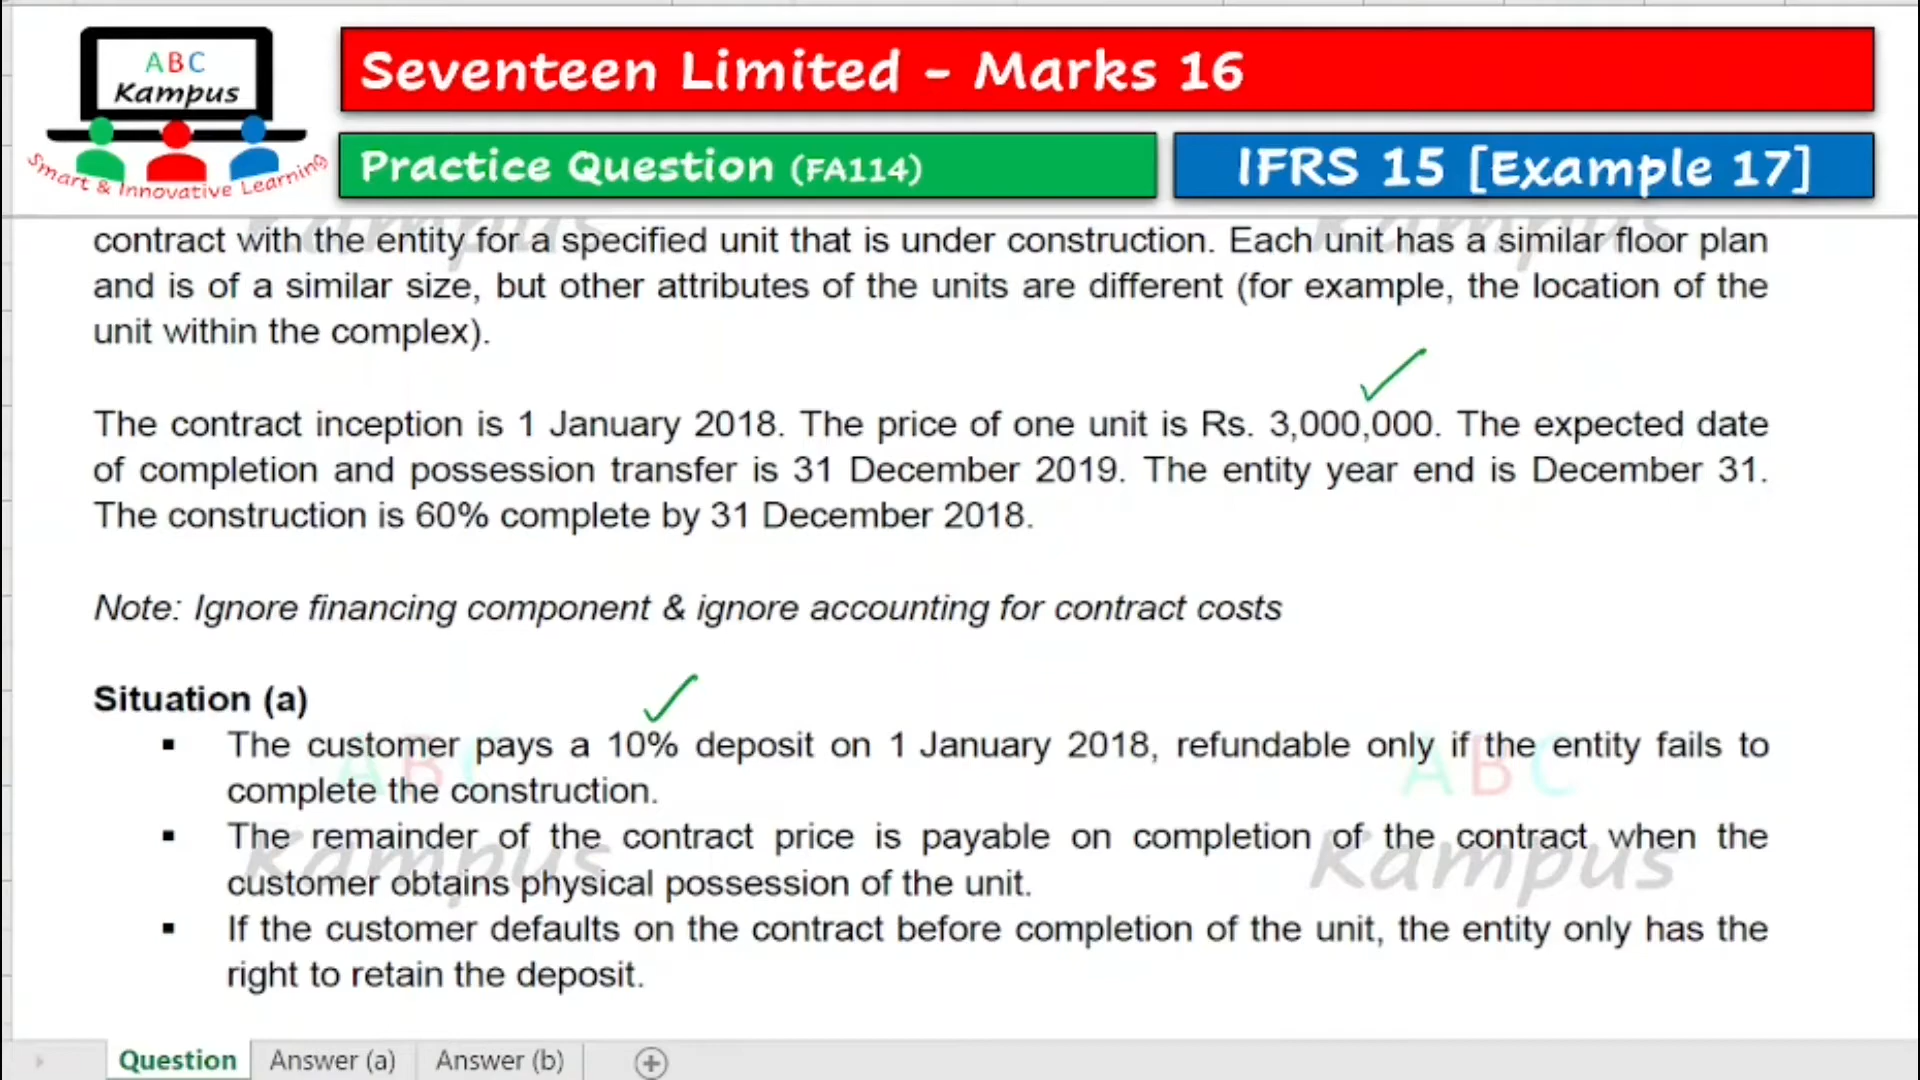 ABC
Kampus
Smart & Innovative Learning
Seventeen Limited - Marks 16
Practice Question (FA114)
IFRS 15 [Example 17]
contract with the entity for a specified unit that is under construction. Each unit has a similar floor plan
and is of a similar size, but other attributes of the units are different (for example, the location of the
unit within the complex).
The contract inception is 1 January 2018. The price of one unit is Rs. 3,000,000. The expected date
of completion and possession transfer is 31 December 2019. The entity year end is December 31.
The construction is 60% complete by 31 December 2018.
Note: Ignore financing component & ignore accounting for contract costs
Situation (a)
▪ The customer pays a 10% deposit on 1 January 2018, refundable only if the entity fails to
complete the construction.
▪ The remainder of the contract price is payable on completion of the contract when the
customer obtains physical possession of the unit.
▪ If the customer defaults on the contract before completion of the unit, the entity only has the
right to retain the deposit.
ABC
Kampus
ABC
Kampus
Kampus
Kampus
Question
Answer (a)
Answer (b)